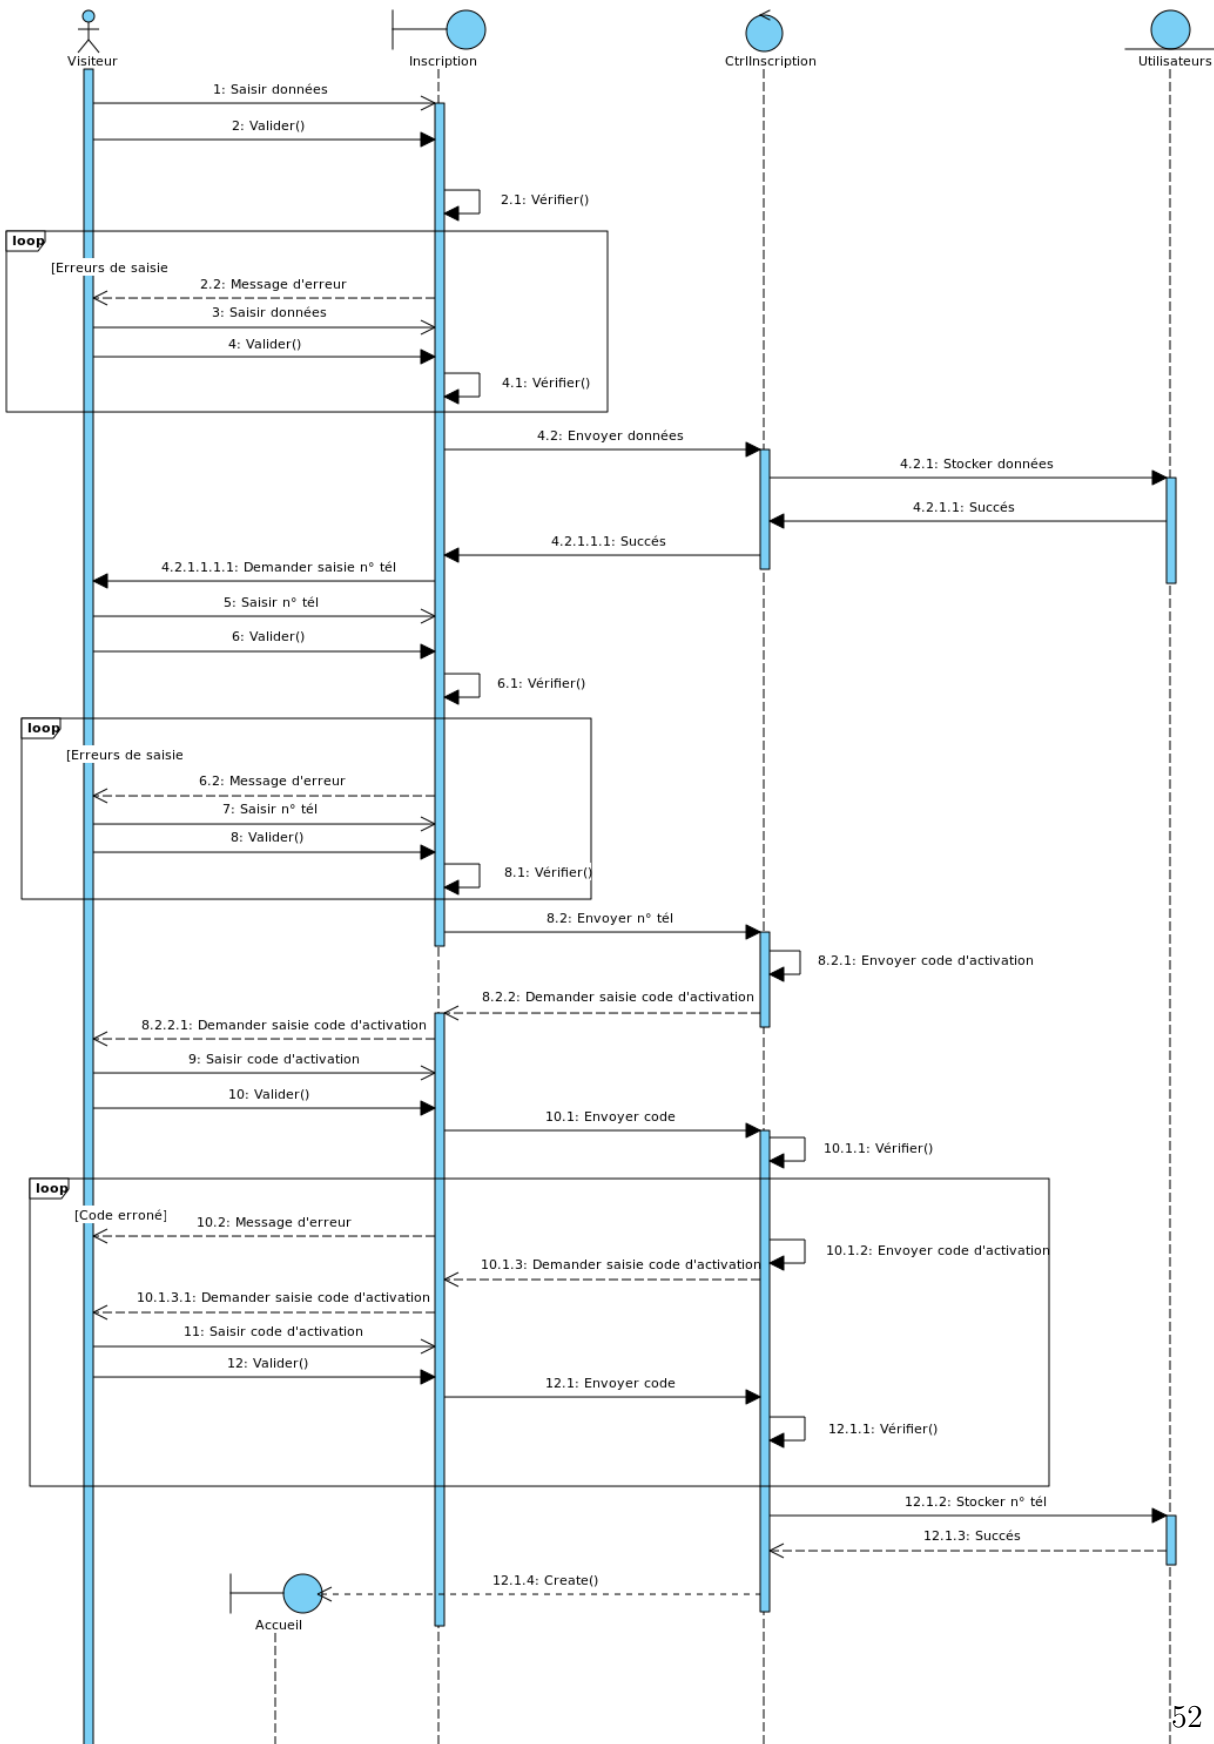 Visiteur
Inscription
CtrlInscription
Utilisateurs
1: Saisir données
2: Valider()
2.1: Vérifier()
loop
[Erreurs de saisie
2.2: Message d'erreur
3: Saisir données
4: Valider()
4.1: Vérifier()
4.2: Envoyer données
4.2.1: Stocker données
4.2.1.1: Succés
4.2.1.1.1: Succés
4.2.1.1.1.1: Demander saisie n° tél
5: Saisir n° tél
6: Valider()
6.1: Vérifier()
loop
[Erreurs de saisie
6.2: Message d'erreur
7: Saisir n° tél
8: Valider()
8.1: Vérifier()
8.2: Envoyer n° tél
8.2.1: Envoyer code d'activation
8.2.2: Demander saisie code d'activation
8.2.2.1: Demander saisie code d'activation
9: Saisir code d'activation
10: Valider()
10.1: Envoyer code
10.1.1: Vérifier()
loop
[Code erroné]
10.2: Message d'erreur
10.1.2: Envoyer code d'activation
10.1.3: Demander saisie code d'activation
10.1.3.1: Demander saisie code d'activation
11: Saisir code d'activation
12: Valider()
12.1: Envoyer code
12.1.1: Vérifier()
12.1.2: Stocker n° tél
12.1.3: Succés
12.1.4: Create()
Accueil
52